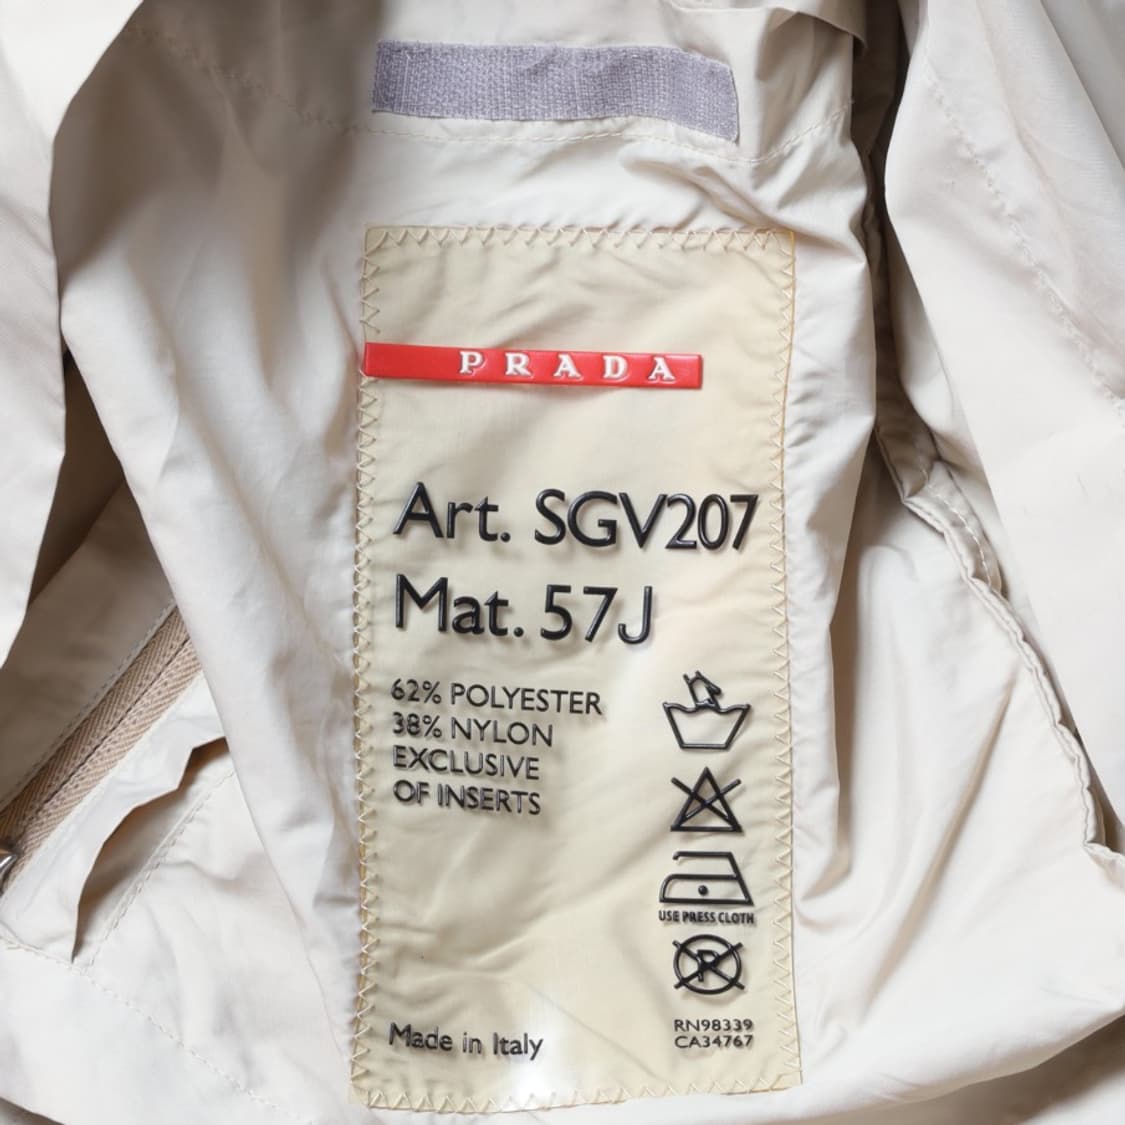 PRADA
Art. SGV207
Mat. 57J
62% POLYESTER
38% NYLON
EXCLUSIVE
OF INSERTS
USE PRESS CLOTH
P
Made in Italy
RN98339
CA34767